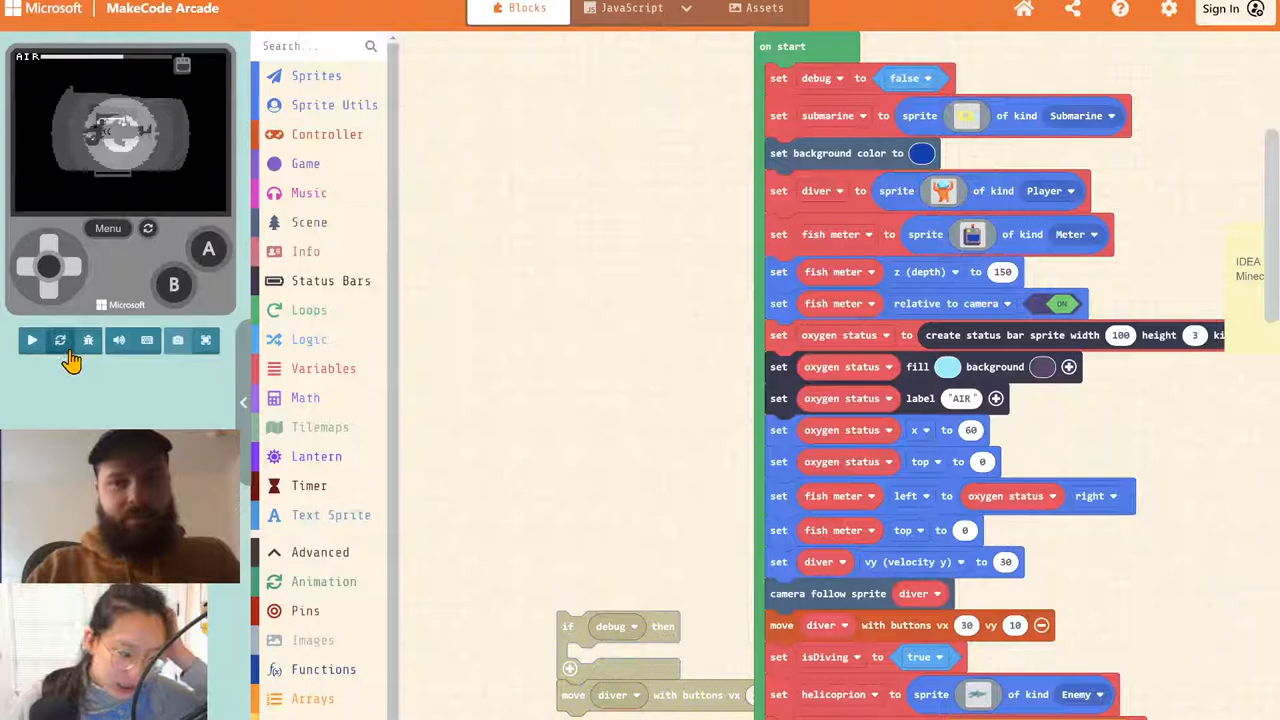 Microsoft MakeCode Arcade Blocks JavaScript Assets Sign In
AIR
Menu
A
B
Microsoft
Search...
Sprites
Sprite Utils
Controller
Game
Music
Scene
Info
Status Bars
Loops
Logic
Variables
Math
Tilemaps
Lantern
Timer
Text Sprite
Advanced
Animation
Pins
Images
Functions
Arrays
if debug then
move diver with buttons vx
on start
set debug to false
set submarine to sprite of kind Submarine
set background color to
set diver to sprite of kind Player
set fish meter to sprite of kind Meter
set fish meter z (depth) to 150
set fish meter relative to camera ON
set oxygen status to create status bar sprite width 100 height 3 ki
set oxygen status fill background
set oxygen status label "AIR"
set oxygen status x to 60
set oxygen status top to 0
set fish meter left to oxygen status right
set fish meter top to 0
set diver vy (velocity y) to 30
camera follow sprite diver
move diver with buttons vx 30 vy 10
set isDiving to true
set helicoprion to sprite of kind Enemy
IDEA
Minec